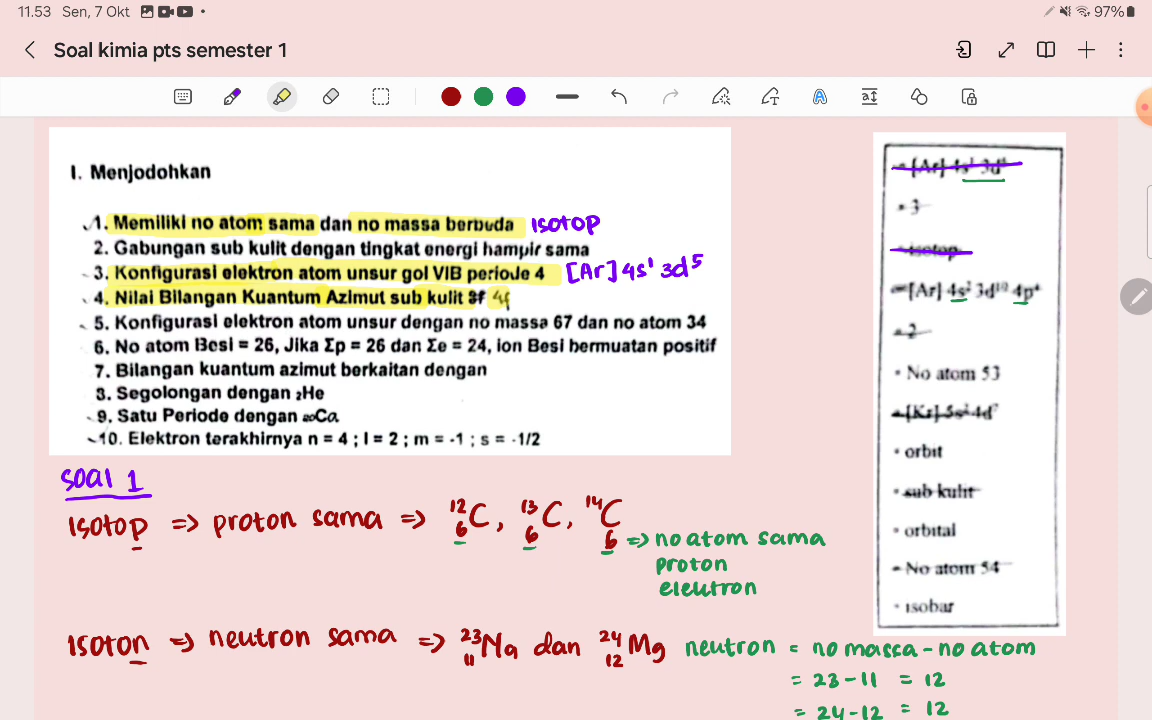 11.53 Sen, 7 Okt
97%
Soal kimia pts semester 1
I. Menjodohkan
1. Memiliki no atom sama dan no massa berbeda isotop
2. Gabungan sub kulit dengan tingkat energi hampir sama
3. Konfigurasi elektron atom unsur gol VIB periode 4 [Ar] 4s¹ 3d⁵
4. Nilai Bilangan Kuantum Azimut sub kulit 3f 4f
5. Konfigurasi elektron atom unsur dengan no massa 67 dan no atom 34
6. No atom Besi = 26, Jika Σp = 26 dan Σe = 24, ion Besi bermuatan positif
7. Bilangan kuantum azimut berkaitan dengan
8. Segolongan dengan ₂He
9. Satu Periode dengan ₂₀Ca
10. Elektron terakhirnya n = 4 ; l = 2 ; m = -1 ; s = -1/2
[Ar] 4s¹ 3d⁵
• 3
• isotop
• [Ar] 4s² 3d¹⁰ 4p⁴
• 2
• No atom 53
• [Kr] 5s² 4d⁷
• orbit
• sub kulit
• orbital
• No atom 54
• isobar
soal 1
Isotop => proton sama => ¹²₆C, ¹³₆C, ¹⁴₆C => no atom sama
proton
elektron
Isoton => neutron sama => ²³₁₁Na dan ²⁴₁₂Mg neutron = no massa - no atom
= 23 - 11 = 12
= 24 - 12 = 12